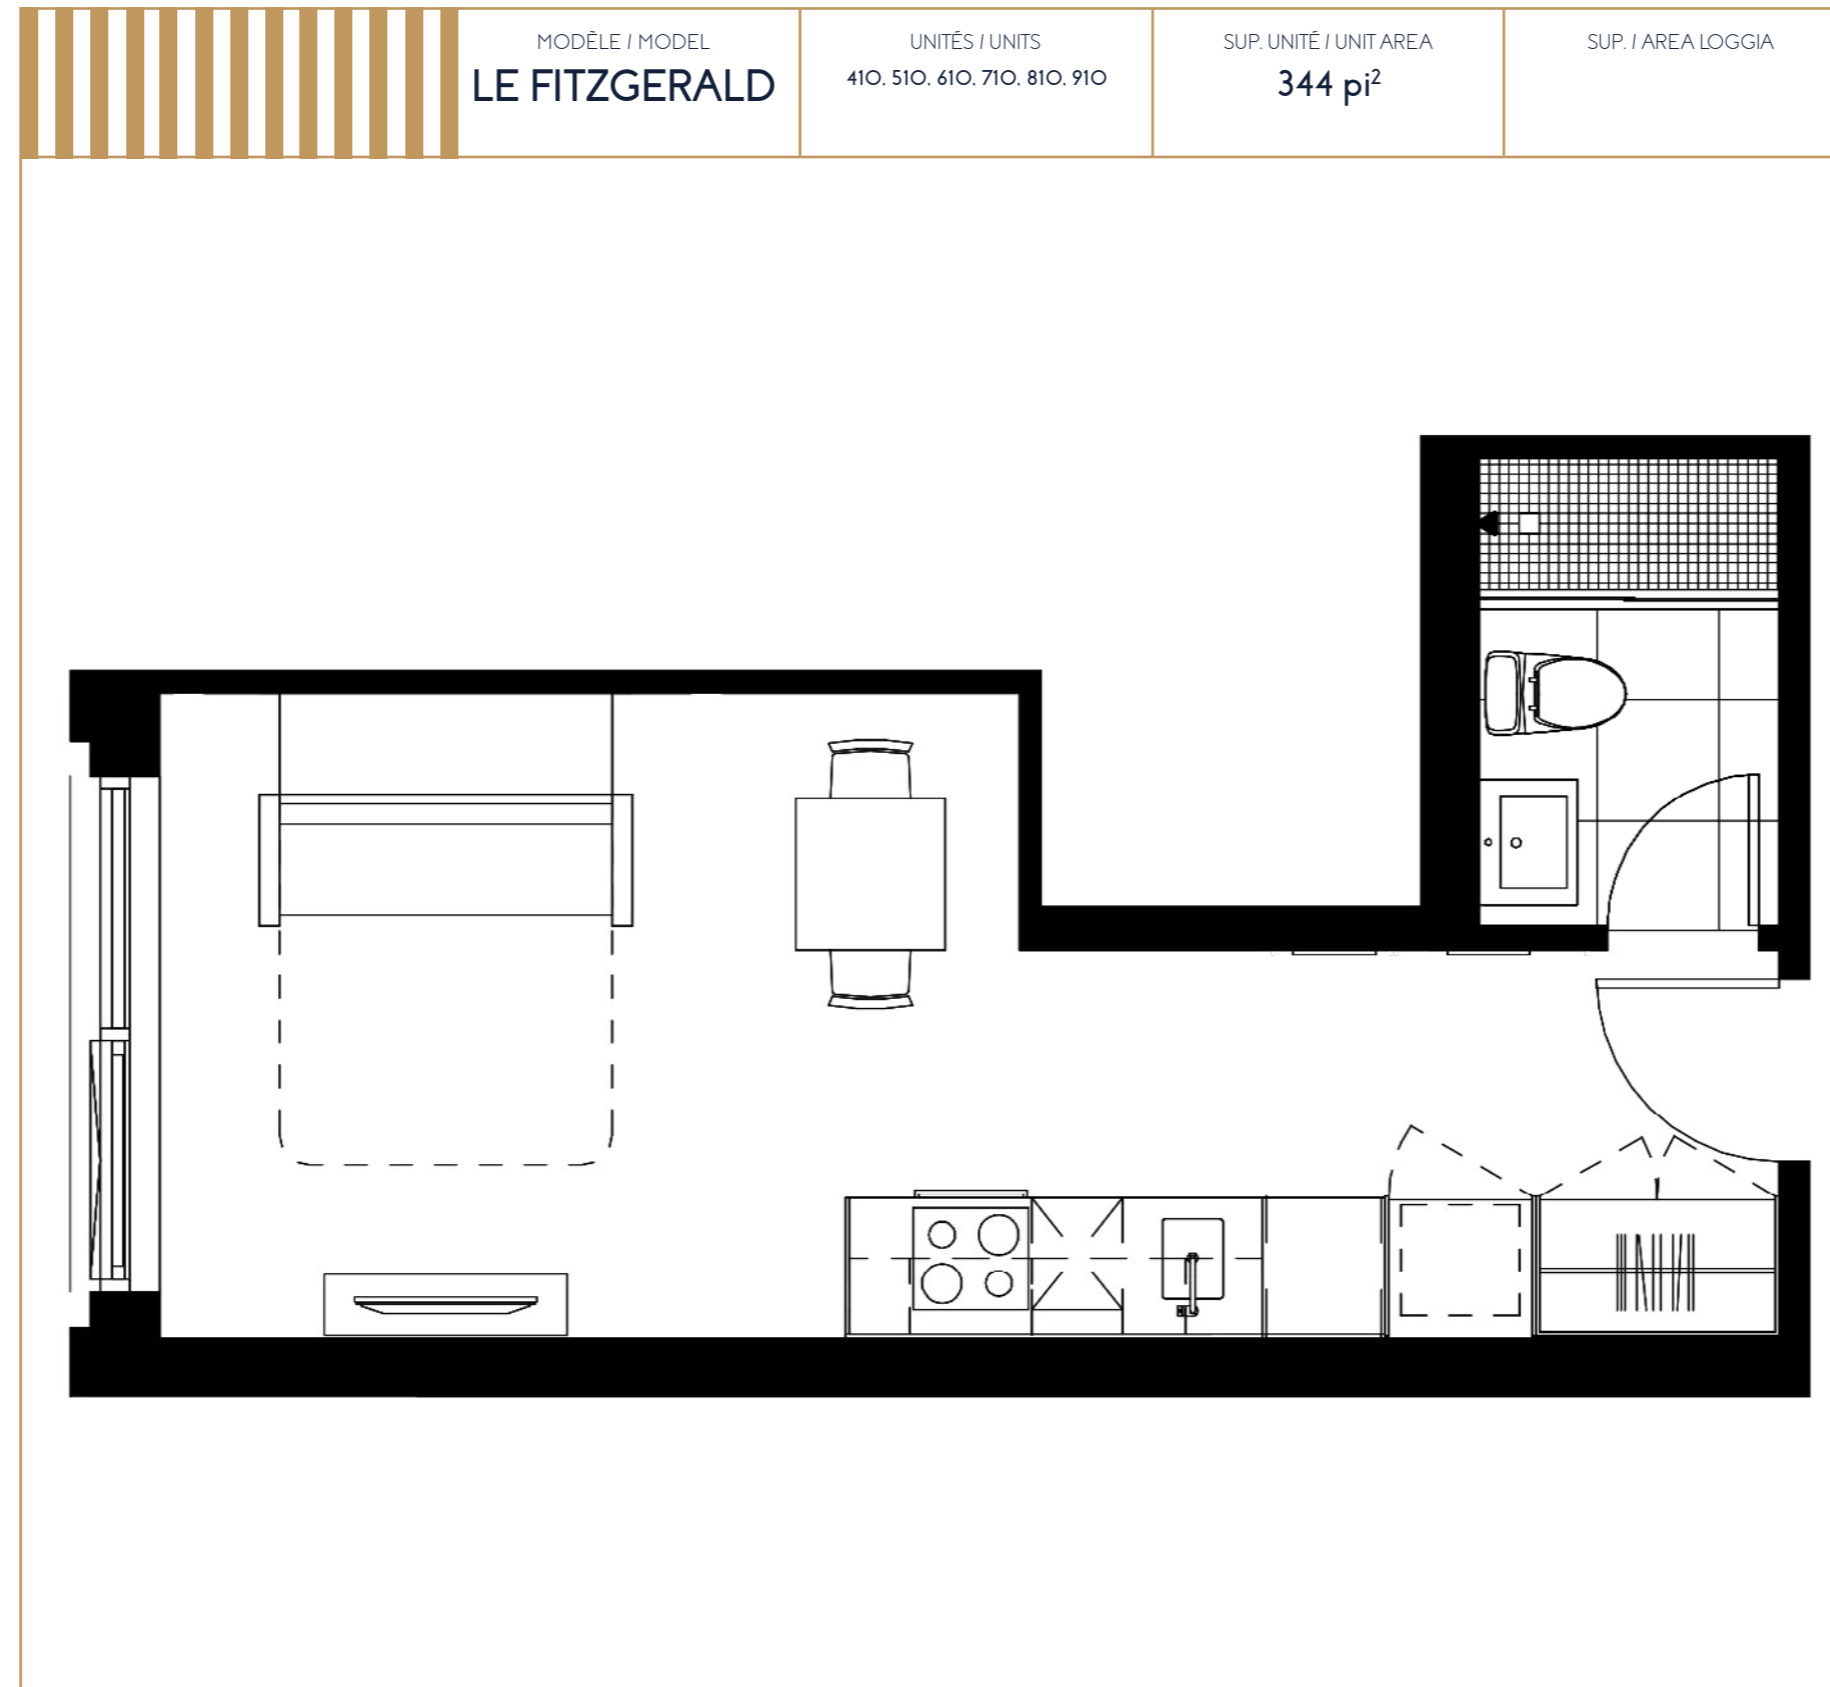 MODÈLE / MODEL
LE FITZGERALD
UNITÉS / UNITS
410, 510, 610, 710, 810, 910
SUP. UNITÉ / UNIT AREA
344 pi²
SUP. / AREA LOGGIA